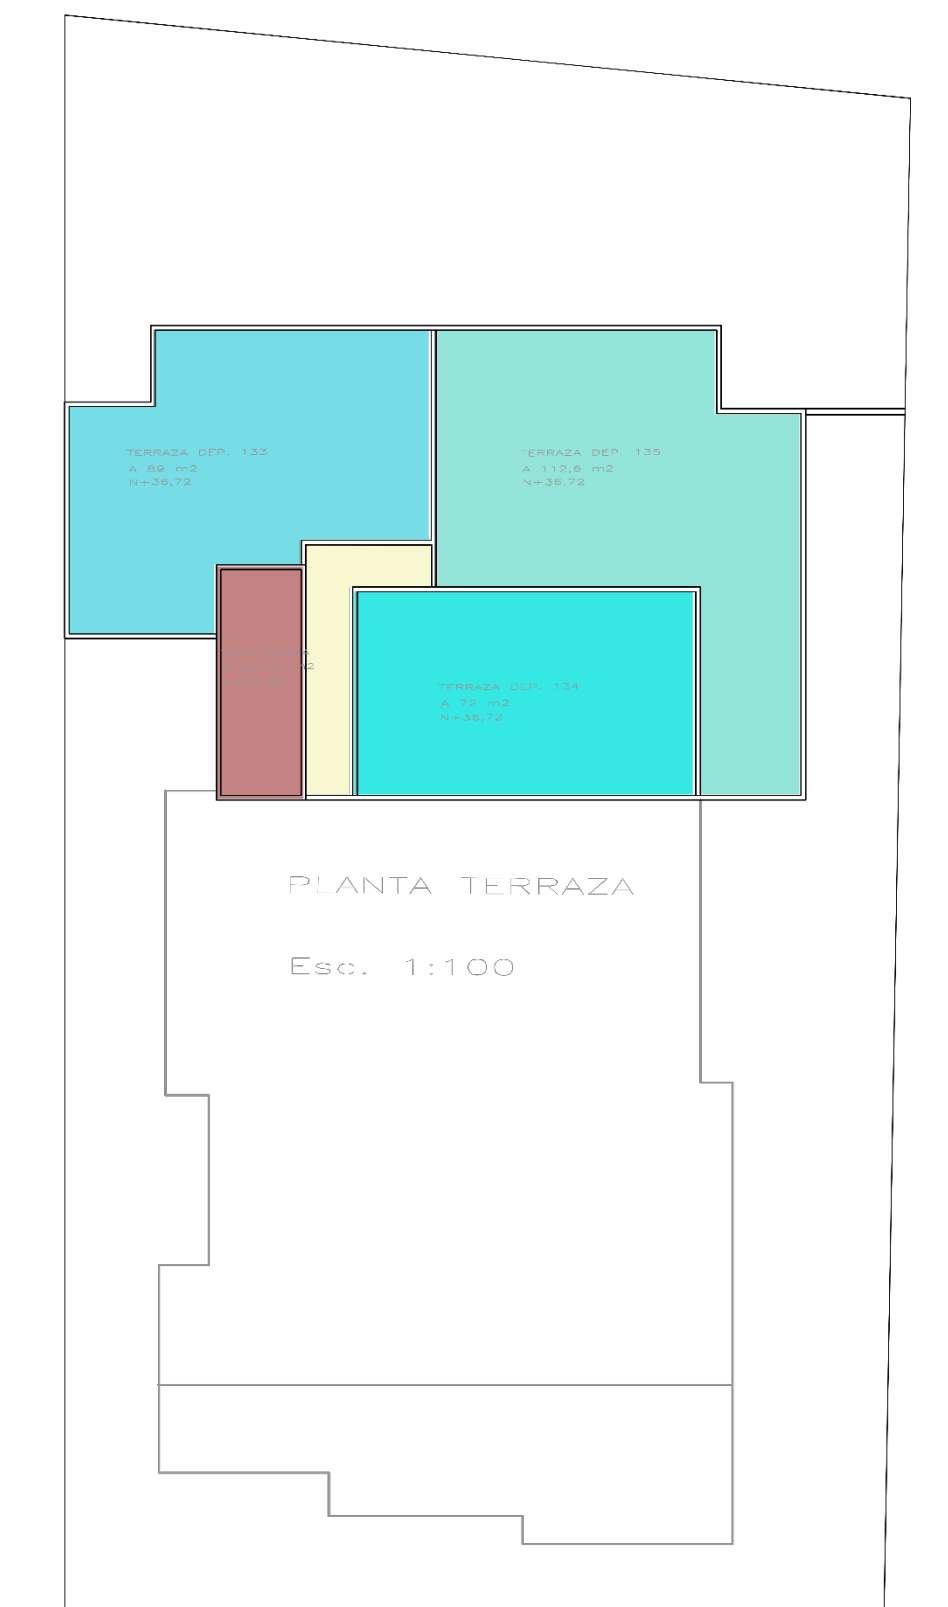 TERRAZA DEP. 133
A 89 m2
N+36,72
TERRAZA DEP. 135
A 112,6 m2
N+36.72
m2
TERRAZA DEP. 134
A 72 m2
N+36,72
PLANTA TERRAZA
Esc. 1:100